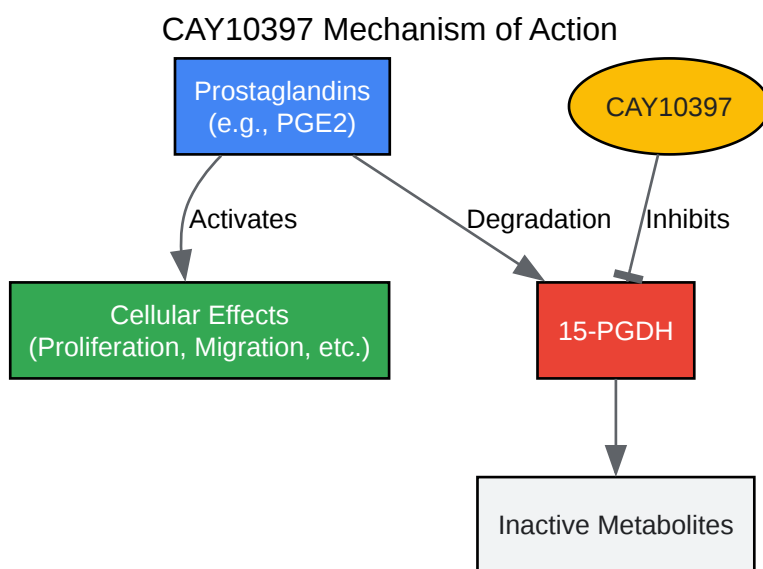 CAY10397 Mechanism of Action
Prostaglandins
(e.g., PGE2)
CAY10397
Activates
Degradation
Inhibits
Cellular Effects
(Proliferation, Migration, etc.)
15-PGDH
Inactive Metabolites